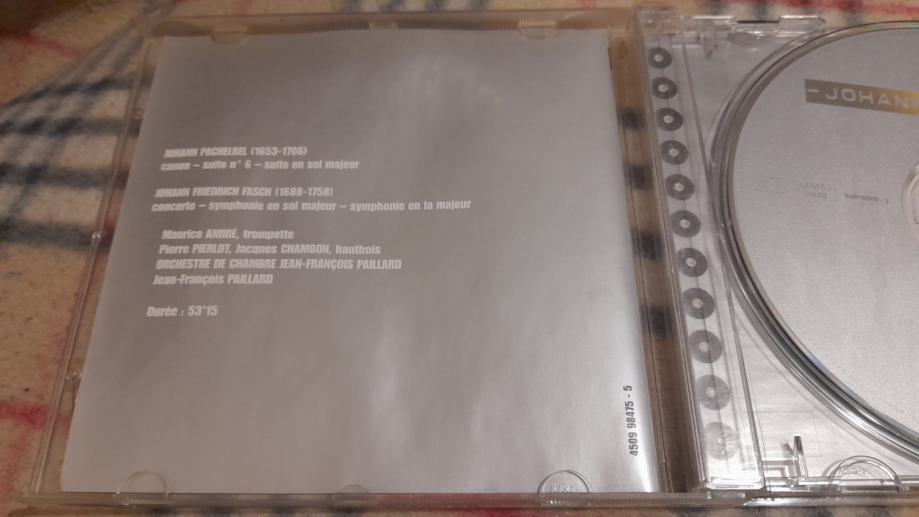 JOHANN PACHELBEL (1653-1706)
canon – suite n° 6 – suite en sol majeur
JOHANN FRIEDRICH FASCH (1688-1758)
concerto – symphonie en sol majeur – symphonie en la majeur
Maurice ANDRÉ, trompette
Pierre PIERLOT, Jacques CHAMBON, hautbois
ORCHESTRE DE CHAMBRE JEAN-FRANÇOIS PAILLARD
Jean-François PAILLARD
Durée : 53'15
4509 98475 - 5
– JOHANN